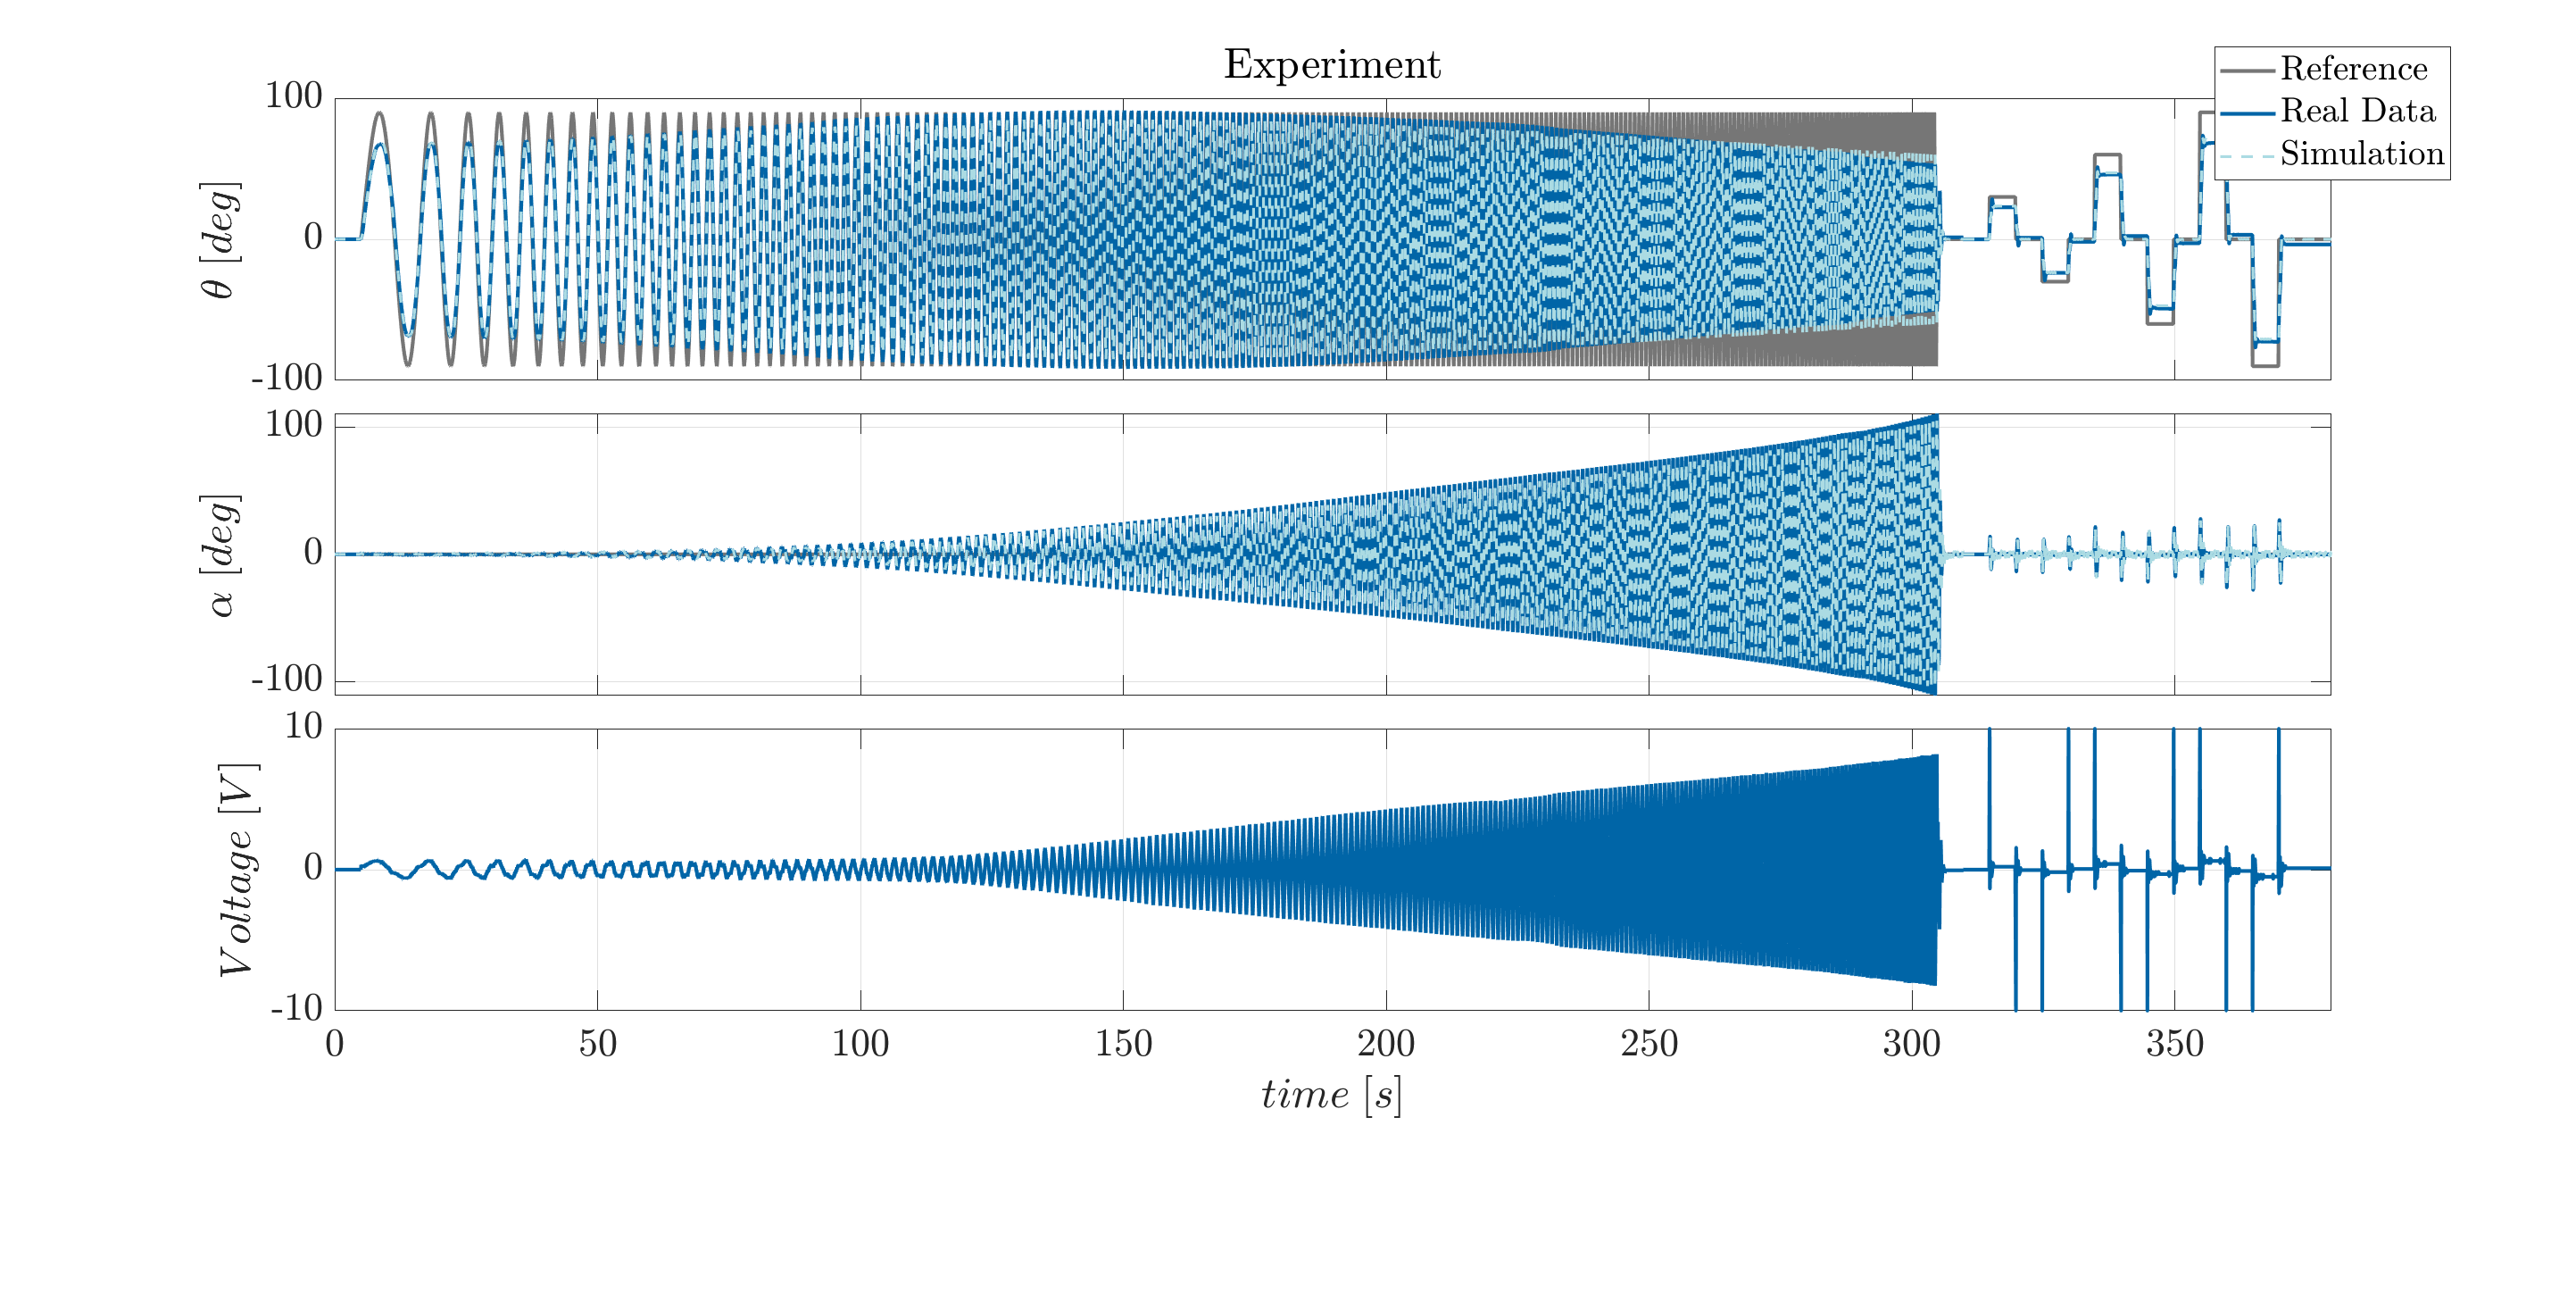 Experiment
Reference
Real Data
Simulation
100
0
-100
θ [deg]
100
0
-100
α [deg]
10
0
-10
Voltage [V]
0 50 100 150 200 250 300 350
time [s]